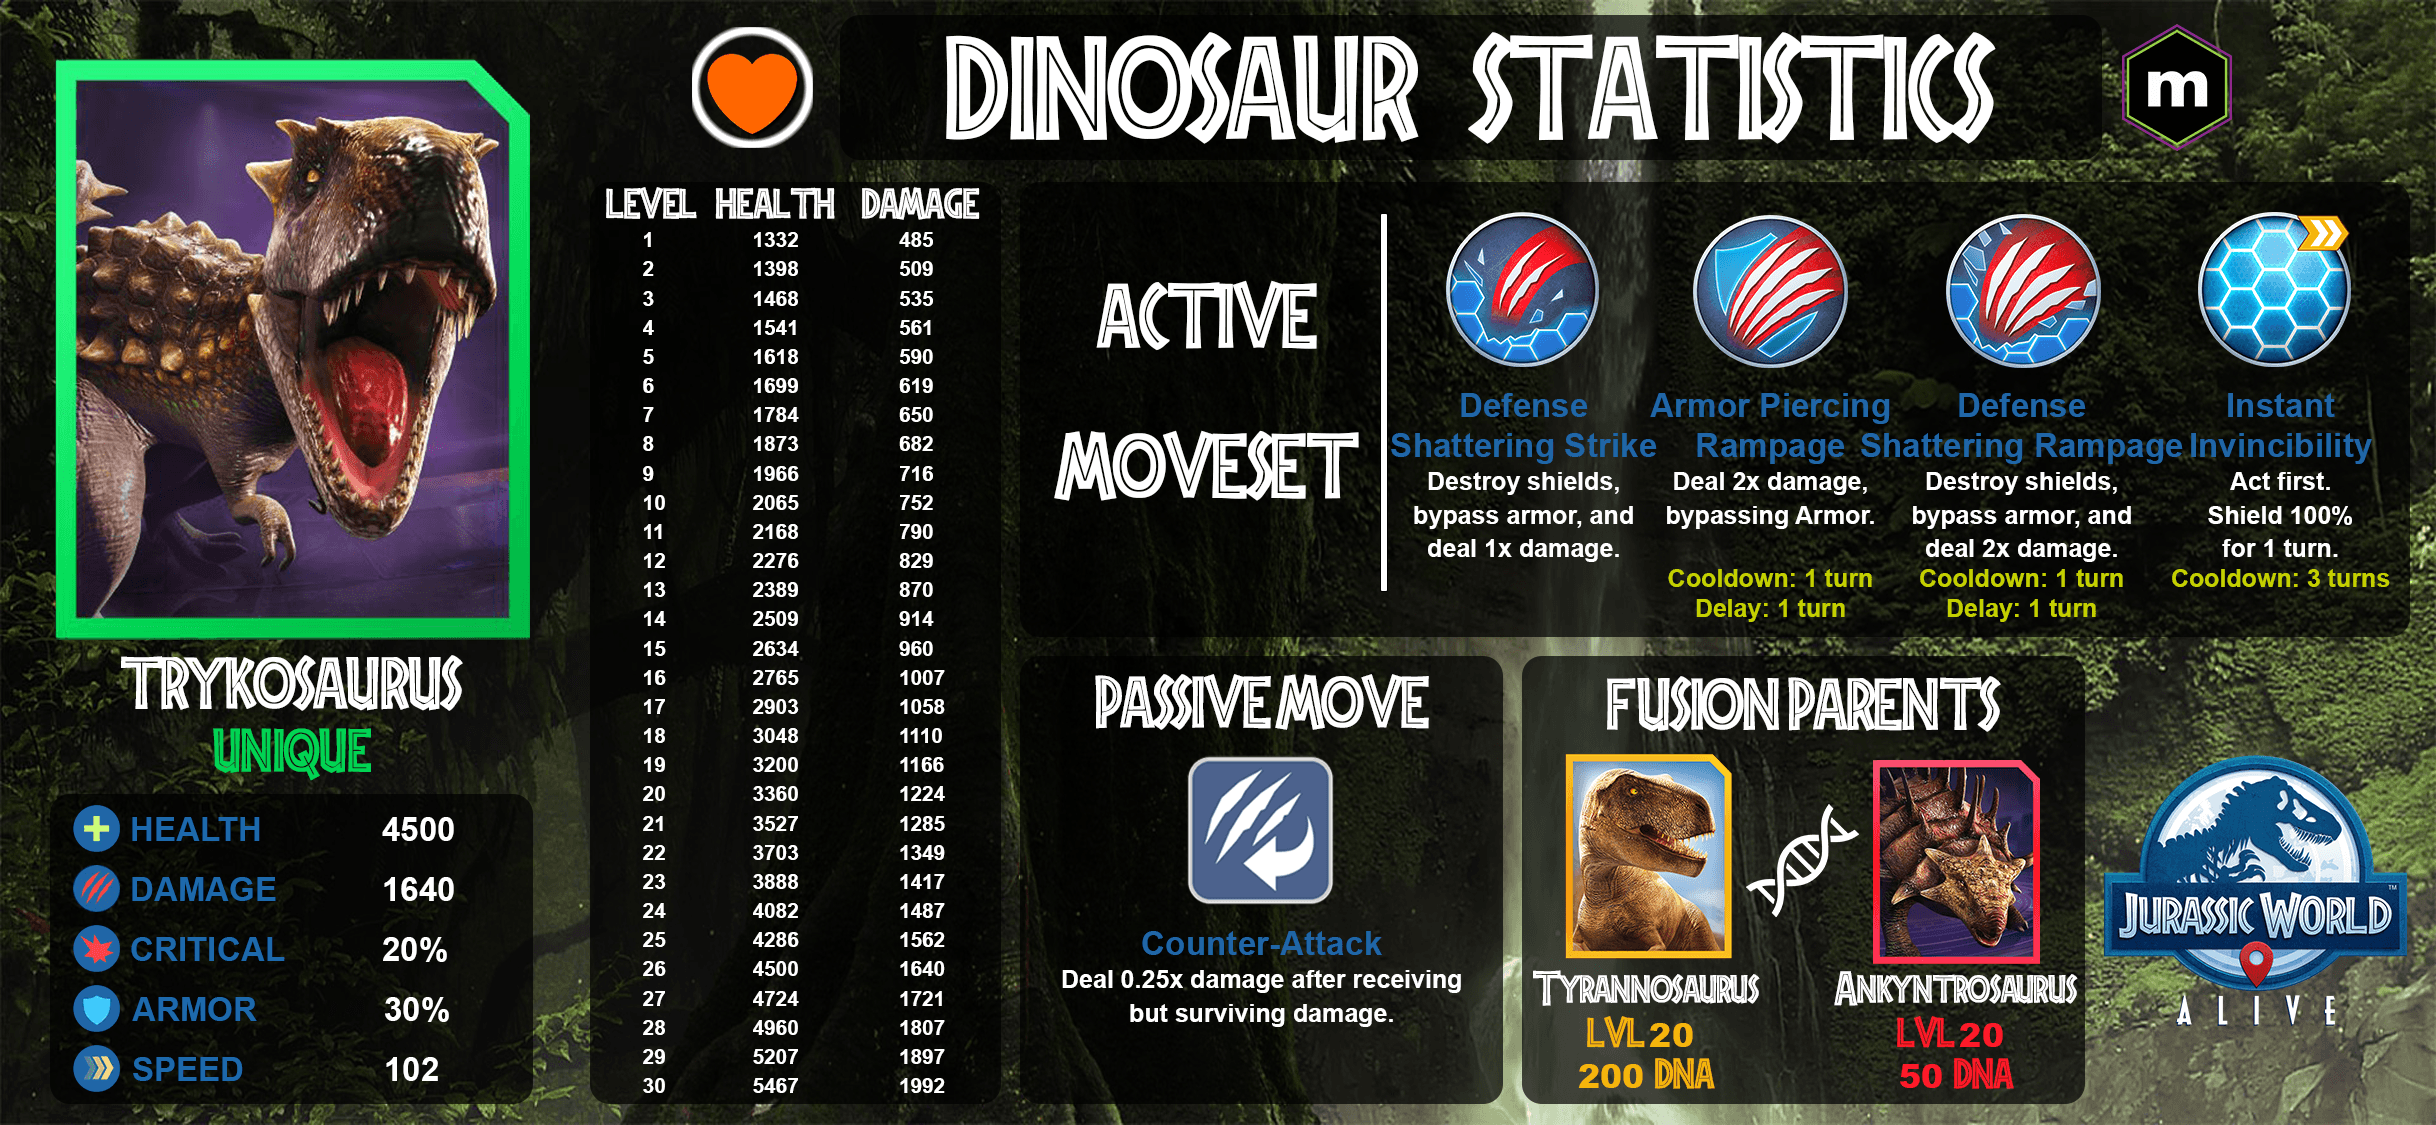 DINOSAUR STATISTICS
m
TRYKOSAURUS
UNIQUE
HEALTH 4500
DAMAGE 1640
CRITICAL 20%
ARMOR 30%
SPEED 102
LEVEL HEALTH DAMAGE
1 1332 485
2 1398 509
3 1468 535
4 1541 561
5 1618 590
6 1699 619
7 1784 650
8 1873 682
9 1966 716
10 2065 752
11 2168 790
12 2276 829
13 2389 870
14 2509 914
15 2634 960
16 2765 1007
17 2903 1058
18 3048 1110
19 3200 1166
20 3360 1224
21 3527 1285
22 3703 1349
23 3888 1417
24 4082 1487
25 4286 1562
26 4500 1640
27 4724 1721
28 4960 1807
29 5207 1897
30 5467 1992
ACTIVE
MOVESET
Defense
Shattering Strike
Destroy shields,
bypass armor, and
deal 1x damage.
Armor Piercing
Rampage
Deal 2x damage,
bypassing Armor.
Cooldown: 1 turn
Delay: 1 turn
Defense
Shattering Rampage
Destroy shields,
bypass armor, and
deal 2x damage.
Cooldown: 1 turn
Delay: 1 turn
Instant
Invincibility
Act first.
Shield 100%
for 1 turn.
Cooldown: 3 turns
PASSIVE MOVE
Counter-Attack
Deal 0.25x damage after receiving
but surviving damage.
FUSION PARENTS
TYRANNOSAURUS
LVL 20
200 DNA
ANKYNTROSAURUS
LVL 20
50 DNA
JURASSIC WORLD™
ALIVE